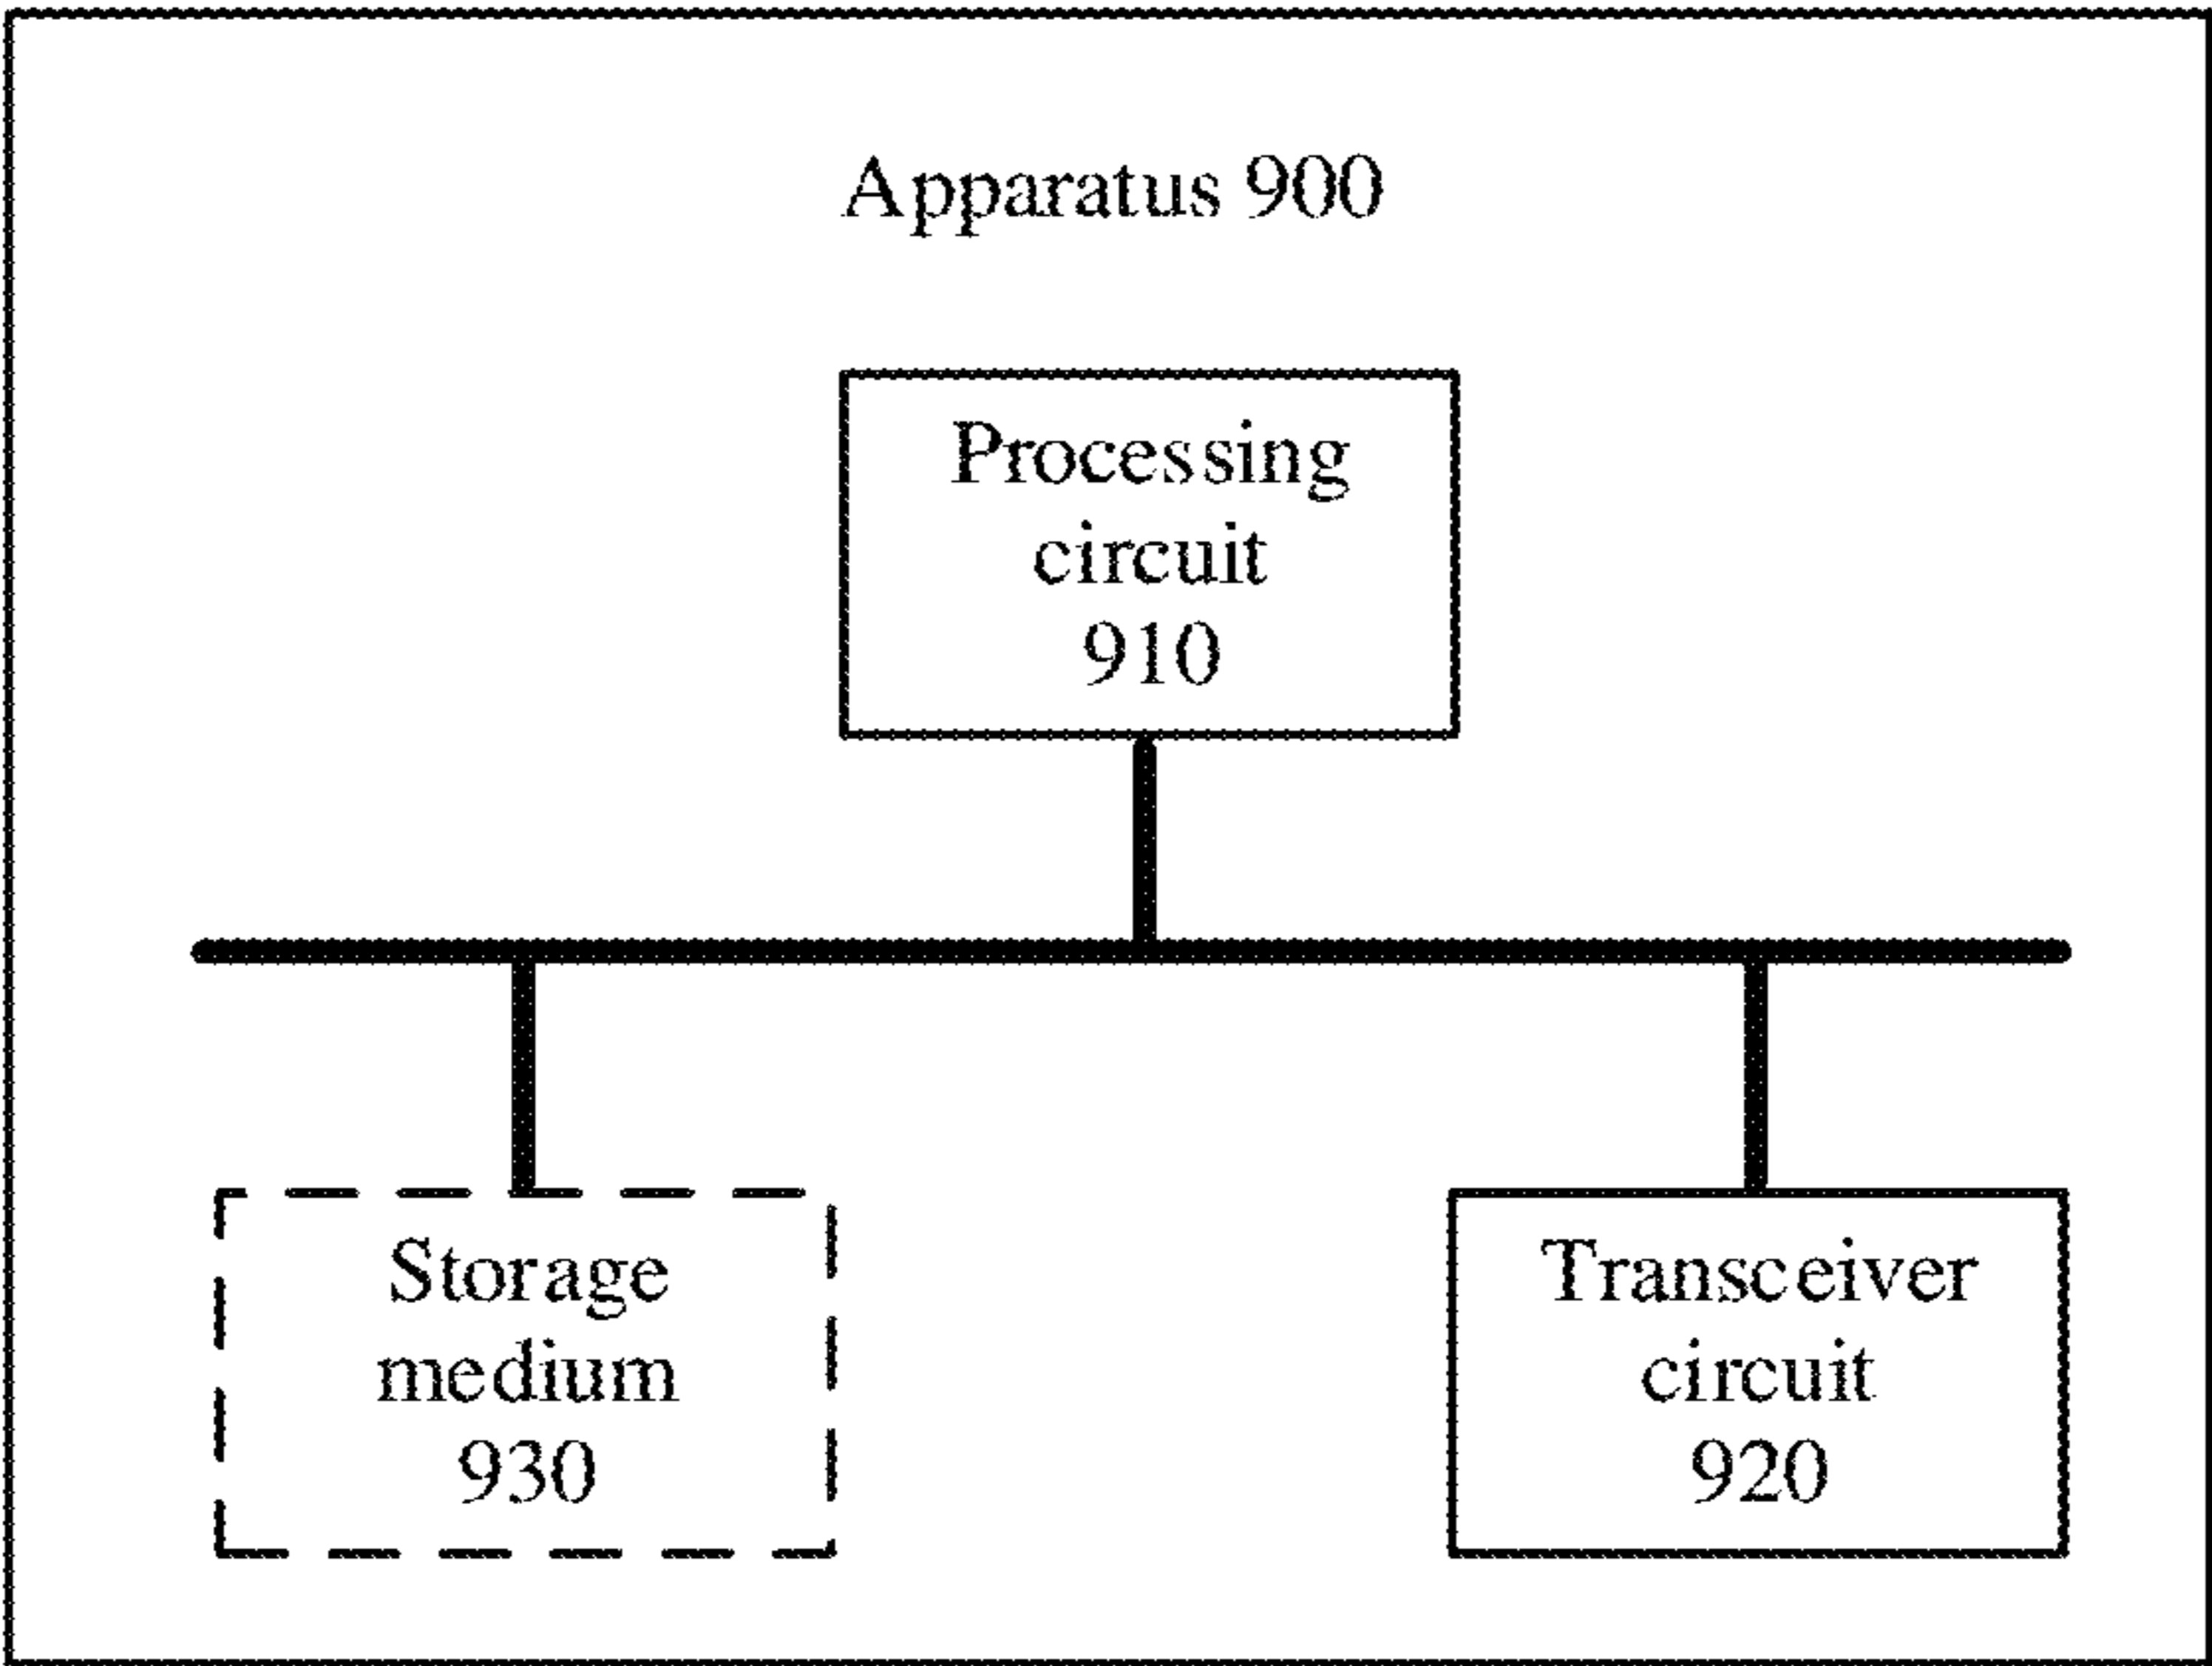 Apparatus 900
Processing
circuit
910
Storage
medium
930
Transceiver
circuit
920